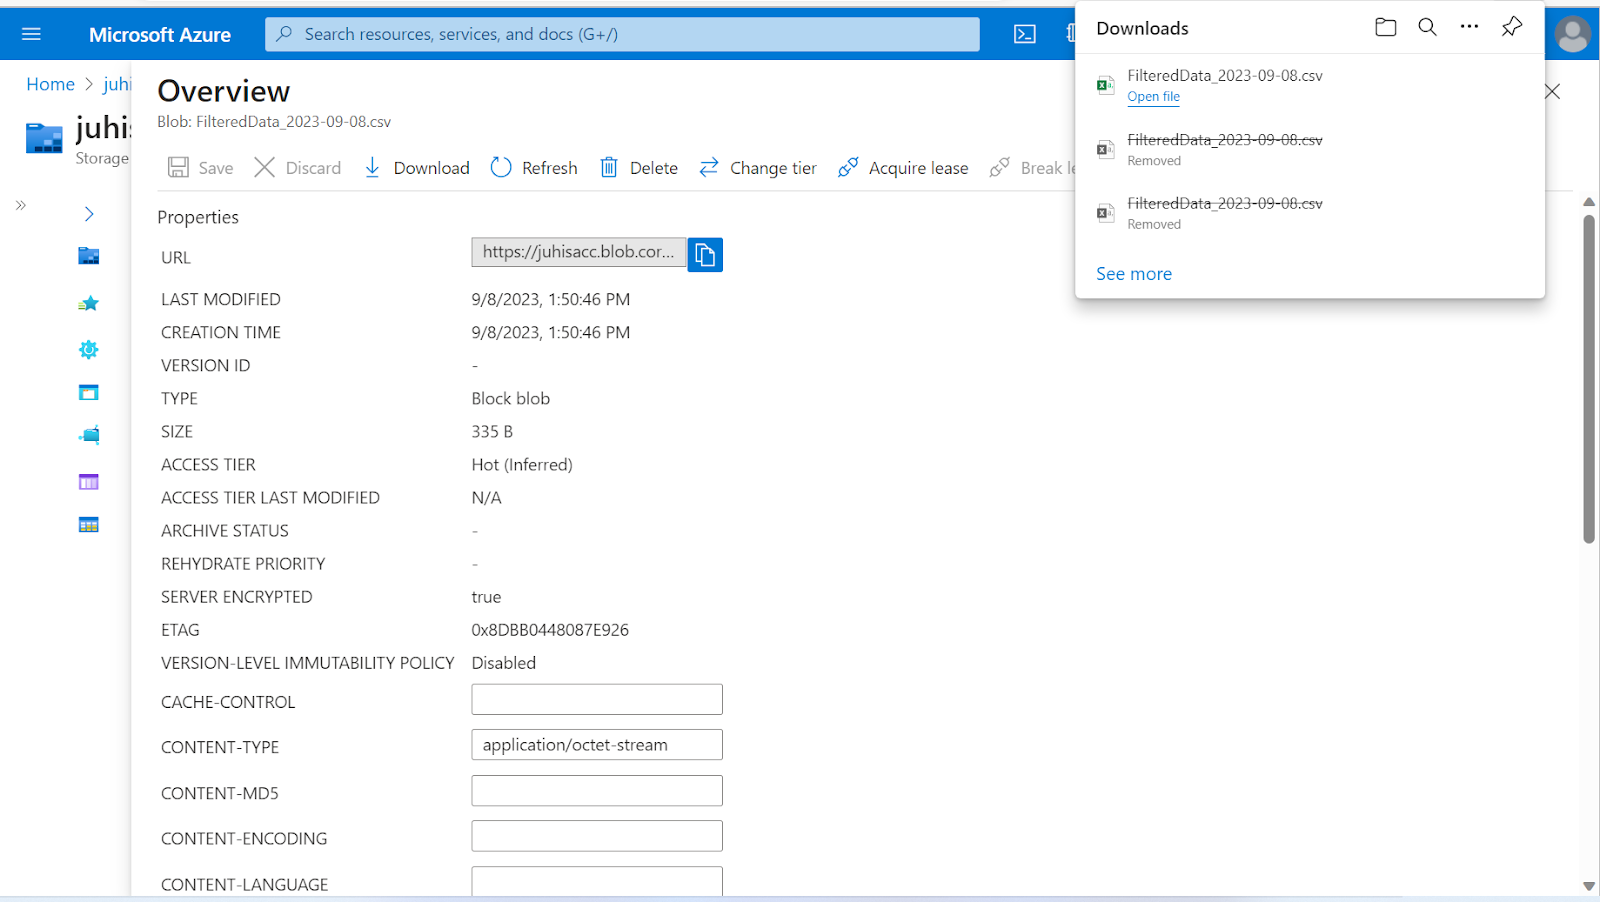 Microsoft Azure
Search resources, services, and docs (G+/)
Downloads
FilteredData_2023-09-08.csv
Open file
FilteredData_2023-09-08.csv
Removed
FilteredData_2023-09-08.csv
Removed
See more
Home > juhi
juhis
Storage
Overview
Blob: FilteredData_2023-09-08.csv
Save Discard Download Refresh Delete Change tier Acquire lease Break le
Properties
URL https://juhisacc.blob.cor...
LAST MODIFIED 9/8/2023, 1:50:46 PM
CREATION TIME 9/8/2023, 1:50:46 PM
VERSION ID -
TYPE Block blob
SIZE 335 B
ACCESS TIER Hot (Inferred)
ACCESS TIER LAST MODIFIED N/A
ARCHIVE STATUS -
REHYDRATE PRIORITY -
SERVER ENCRYPTED true
ETAG 0x8DBB0448087E926
VERSION-LEVEL IMMUTABILITY POLICY Disabled
CACHE-CONTROL
CONTENT-TYPE application/octet-stream
CONTENT-MD5
CONTENT-ENCODING
CONTENT-LANGUAGE